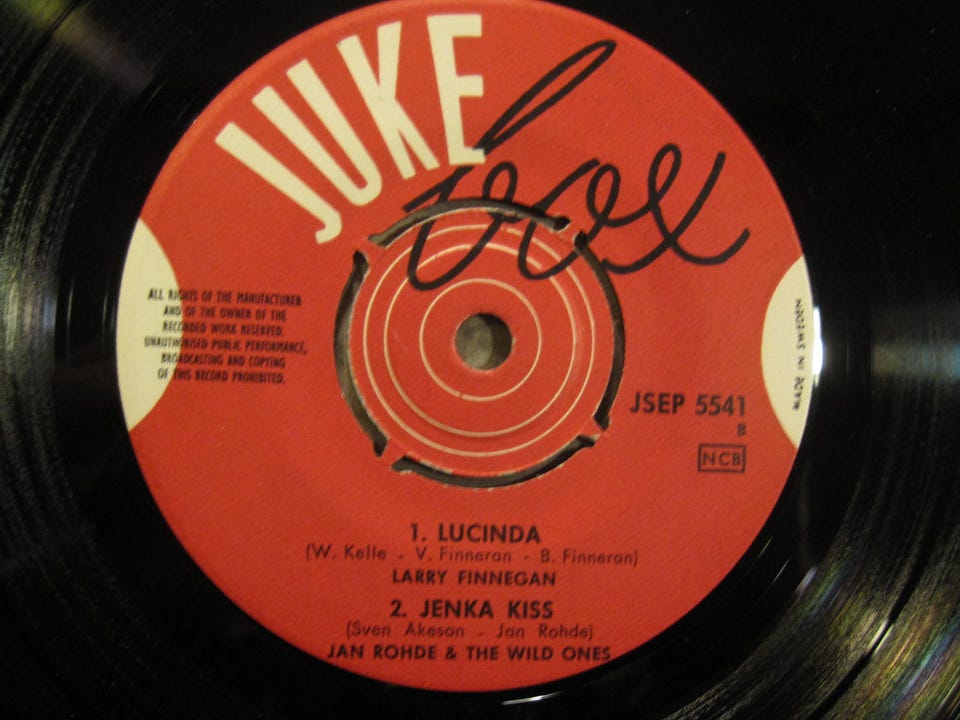 JUKE
box
ALL RIGHTS OF THE MANUFACTURER
AND OF THE OWNER OF THE
RECORDED WORK RESERVED.
UNAUTHORISED PUBLIC PERFORMANCE,
BROADCASTING AND COPYING
OF THIS RECORD PROHIBITED.
MADE IN SWEDEN
JSEP 5541
B
NCB
1. LUCINDA
(W. Kelle - V. Finneran - B. Finneran)
LARRY FINNEGAN
2. JENKA KISS
(Sven Akeson - Jan Rohde)
JAN ROHDE & THE WILD ONES